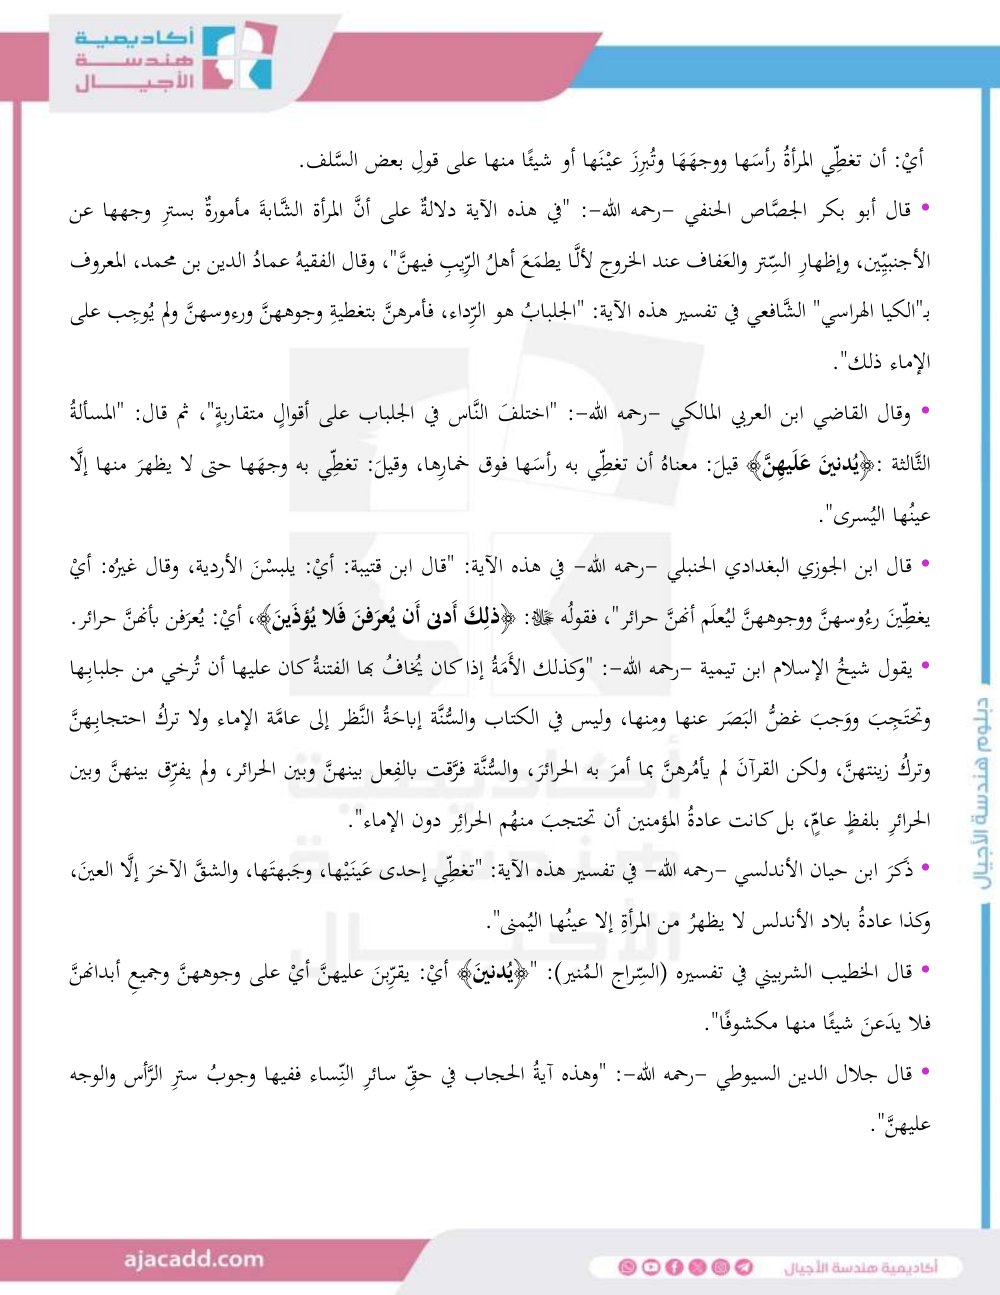 أكاديمية
هندسة
الأجيال
أيْ: أن تغطِّي المرأةُ رأسَها ووجهَهَا وتُبرِزَ عيْنَها أو شيئًا منها على قولِ بعض السَّلف.
• قال أبو بكر الجصَّاص الحنفي -رحمه الله-: "في هذه الآية دلالةٌ على أنَّ المرأة الشَّابةَ مأمورةٌ بسترِ وجهها عن
الأجنبيِّين، وإظهارِ السِّتر والعَفاف عند الخروج لألَّا يطمَعَ أهلُ الرِّيبِ فيهنَّ"، وقال الفقيهُ عمادُ الدين بن محمد، المعروف
بـ"الكيا الهراسي" الشَّافعي في تفسير هذه الآية: "الجلبابُ هو الرِّداء، فأمرهنَّ بتغطيةِ وجوههنَّ ورءوسهنَّ ولم يُوجِب على
الإماء ذلك".
• وقال القاضي ابن العربي المالكي -رحمه الله-: "اختلفَ النَّاس في الجلباب على أقوالٍ متقاربةٍ"، ثم قال: "المسألةُ
الثَّالثة :﴿يُدنينَ عَلَيهِنَّ﴾ قيلَ: معناهُ أن تغطِّي به رأسَها فوق خمارِها، وقيلَ: تغطِّي به وجهَها حتى لا يظهرَ منها إلَّا
عينُها اليُسرى".
• قال ابن الجوزي البغدادي الحنبلي -رحمه الله- في هذه الآية: "قال ابن قتيبة: أيْ: يلبسْنَ الأردية، وقال غيرُه: أيْ
يغطِّينَ رءُوسهنَّ ووجوههنَّ ليُعلَم أنهنَّ حرائر"، فقولُه ﷻ: ﴿ذلِكَ أَدنى أَن يُعرَفنَ فَلا يُؤذَينَ﴾، أيْ: يُعرَفن بأنهنَّ حرائر.
• يقول شيخُ الإسلام ابن تيمية -رحمه الله-: "وكذلك الأَمَةُ إذا كان يُخافُ بها الفتنةُ كان عليها أن تُرخي من جلبابِها
وتحتَجِبَ ووَجبَ غضُّ البَصَر عنها ومِنها، وليس في الكتاب والسُّنَّة إباحَةُ النَّظر إلى عامَّة الإماء ولا تركُ احتجابِهنَّ
وتركُ زينتهنَّ، ولكن القرآنَ لم يأمُرهنَّ بما أمرَ به الحرائرَ، والسُّنَّة فرَّقت بالفِعل بينهنَّ وبين الحرائر، ولم يفرِّق بينهنَّ وبين
الحرائرِ بلفظٍ عامٍّ، بل كانت عادةُ المؤمنين أن تحتجبَ منهُم الحرائِر دون الإماء".
• ذَكَرَ ابن حيان الأندلسي -رحمه الله- في تفسير هذه الآية: "تغطِّي إحدى عَينَيْها، وجَبهتَها، والشقَّ الآخرَ إلَّا العينَ،
وكذا عادةُ بلاد الأندلس لا يظهرُ من المرأةِ إلا عينُها اليُمنى".
• قال الخطيب الشربيني في تفسيره (السِّراج المُنير): "﴿يُدنينَ﴾ أيْ: يقرِّبنَ عليهنَّ أيْ على وجوههنَّ وجميعِ أبدانهنَّ
فلا يدَعنَ شيئًا منها مكشوفًا".
• قال جلال الدين السيوطي -رحمه الله-: "وهذه آيةُ الحجاب في حقِّ سائرِ النِّساء ففيها وجوبُ سترِ الرَّأس والوجه
عليهنَّ".
دبلوم هندسة الأجيال
أكاديمية هندسة الأجيال
ajacadd.com